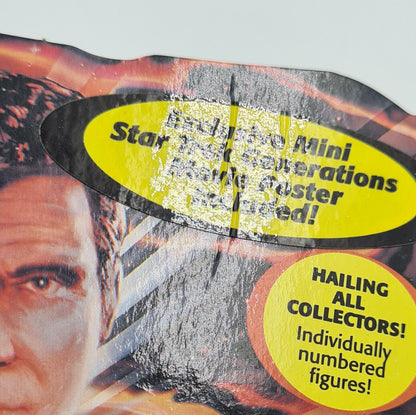 Exclusive Mini
Star Trek Generations
Movie Poster
Included!
HAILING
ALL
COLLECTORS!
Individually
numbered
figures!